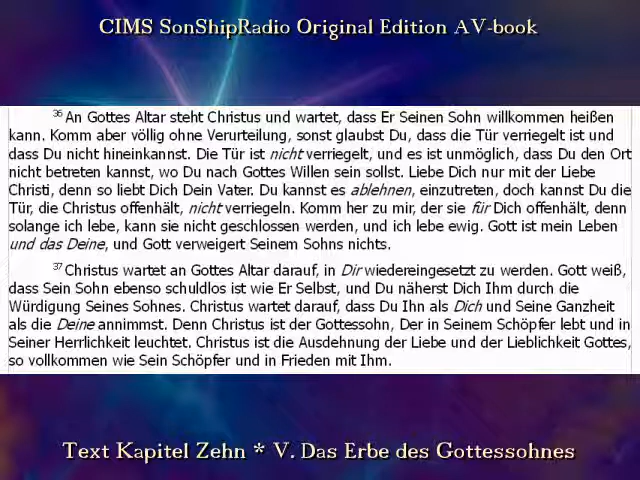 CIMS SonShipRadio Original Edition AV-book
36 An Gottes Altar steht Christus und wartet, dass Er Seinen Sohn willkommen heißen
kann. Komm aber völlig ohne Verurteilung, sonst glaubst Du, dass die Tür verriegelt ist und
dass Du nicht hineinkannst. Die Tür ist nicht verriegelt, und es ist unmöglich, dass Du den Ort
nicht betreten kannst, wo Du nach Gottes Willen sein sollst. Liebe Dich nur mit der Liebe
Christi, denn so liebt Dich Dein Vater. Du kannst es ablehnen, einzutreten, doch kannst Du die
Tür, die Christus offenhält, nicht verriegeln. Komm her zu mir, der sie für Dich offenhält, denn
solange ich lebe, kann sie nicht geschlossen werden, und ich lebe ewig. Gott ist mein Leben
und das Deine, und Gott verweigert Seinem Sohns nichts.
37 Christus wartet an Gottes Altar darauf, in Dir wiedereingesetzt zu werden. Gott weiß,
dass Sein Sohn ebenso schuldlos ist wie Er Selbst, und Du näherst Dich Ihm durch die
Würdigung Seines Sohnes. Christus wartet darauf, dass Du Ihn als Dich und Seine Ganzheit
als die Deine annimmst. Denn Christus ist der Gottessohn, Der in Seinem Schöpfer lebt und in
Seiner Herrlichkeit leuchtet. Christus ist die Ausdehnung der Liebe und der Lieblichkeit Gottes,
so vollkommen wie Sein Schöpfer und in Frieden mit Ihm.
Text Kapitel Zehn * V. Das Erbe des Gottessohnes